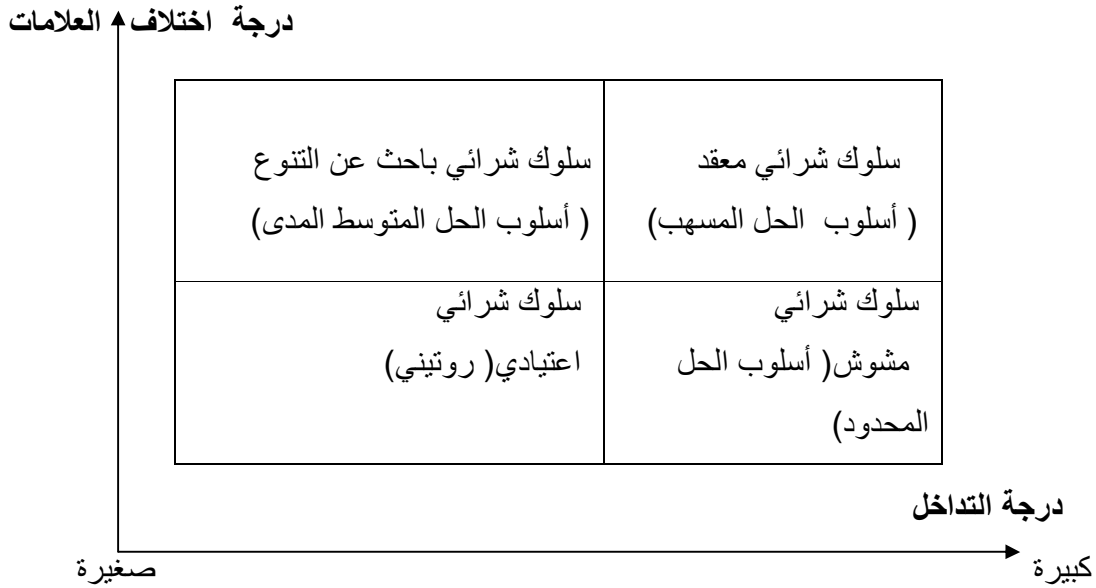 درجة اختلاف العلامات
سلوك شرائي معقد
( أسلوب الحل المسهب)
سلوك شرائي باحث عن التنوع
( أسلوب الحل المتوسط المدى)
سلوك شرائي
مشوش( أسلوب الحل
المحدود)
سلوك شرائي
اعتيادي( روتيني)
درجة التداخل
كبيرة
صغيرة